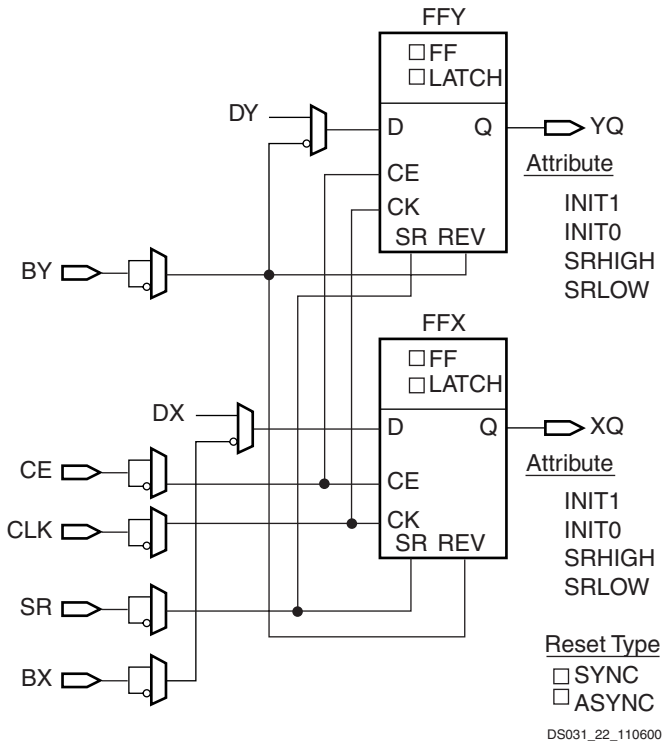 FFY
FF
LATCH
DY
D Q
YQ
CE
CK
SR REV
Attribute
INIT1
INIT0
SRHIGH
SRLOW
BY
FFX
FF
LATCH
DX
D Q
XQ
CE
CE
CLK
CK
SR REV
Attribute
INIT1
INIT0
SRHIGH
SRLOW
SR
BX
Reset Type
SYNC
ASYNC
DS031_22_110600